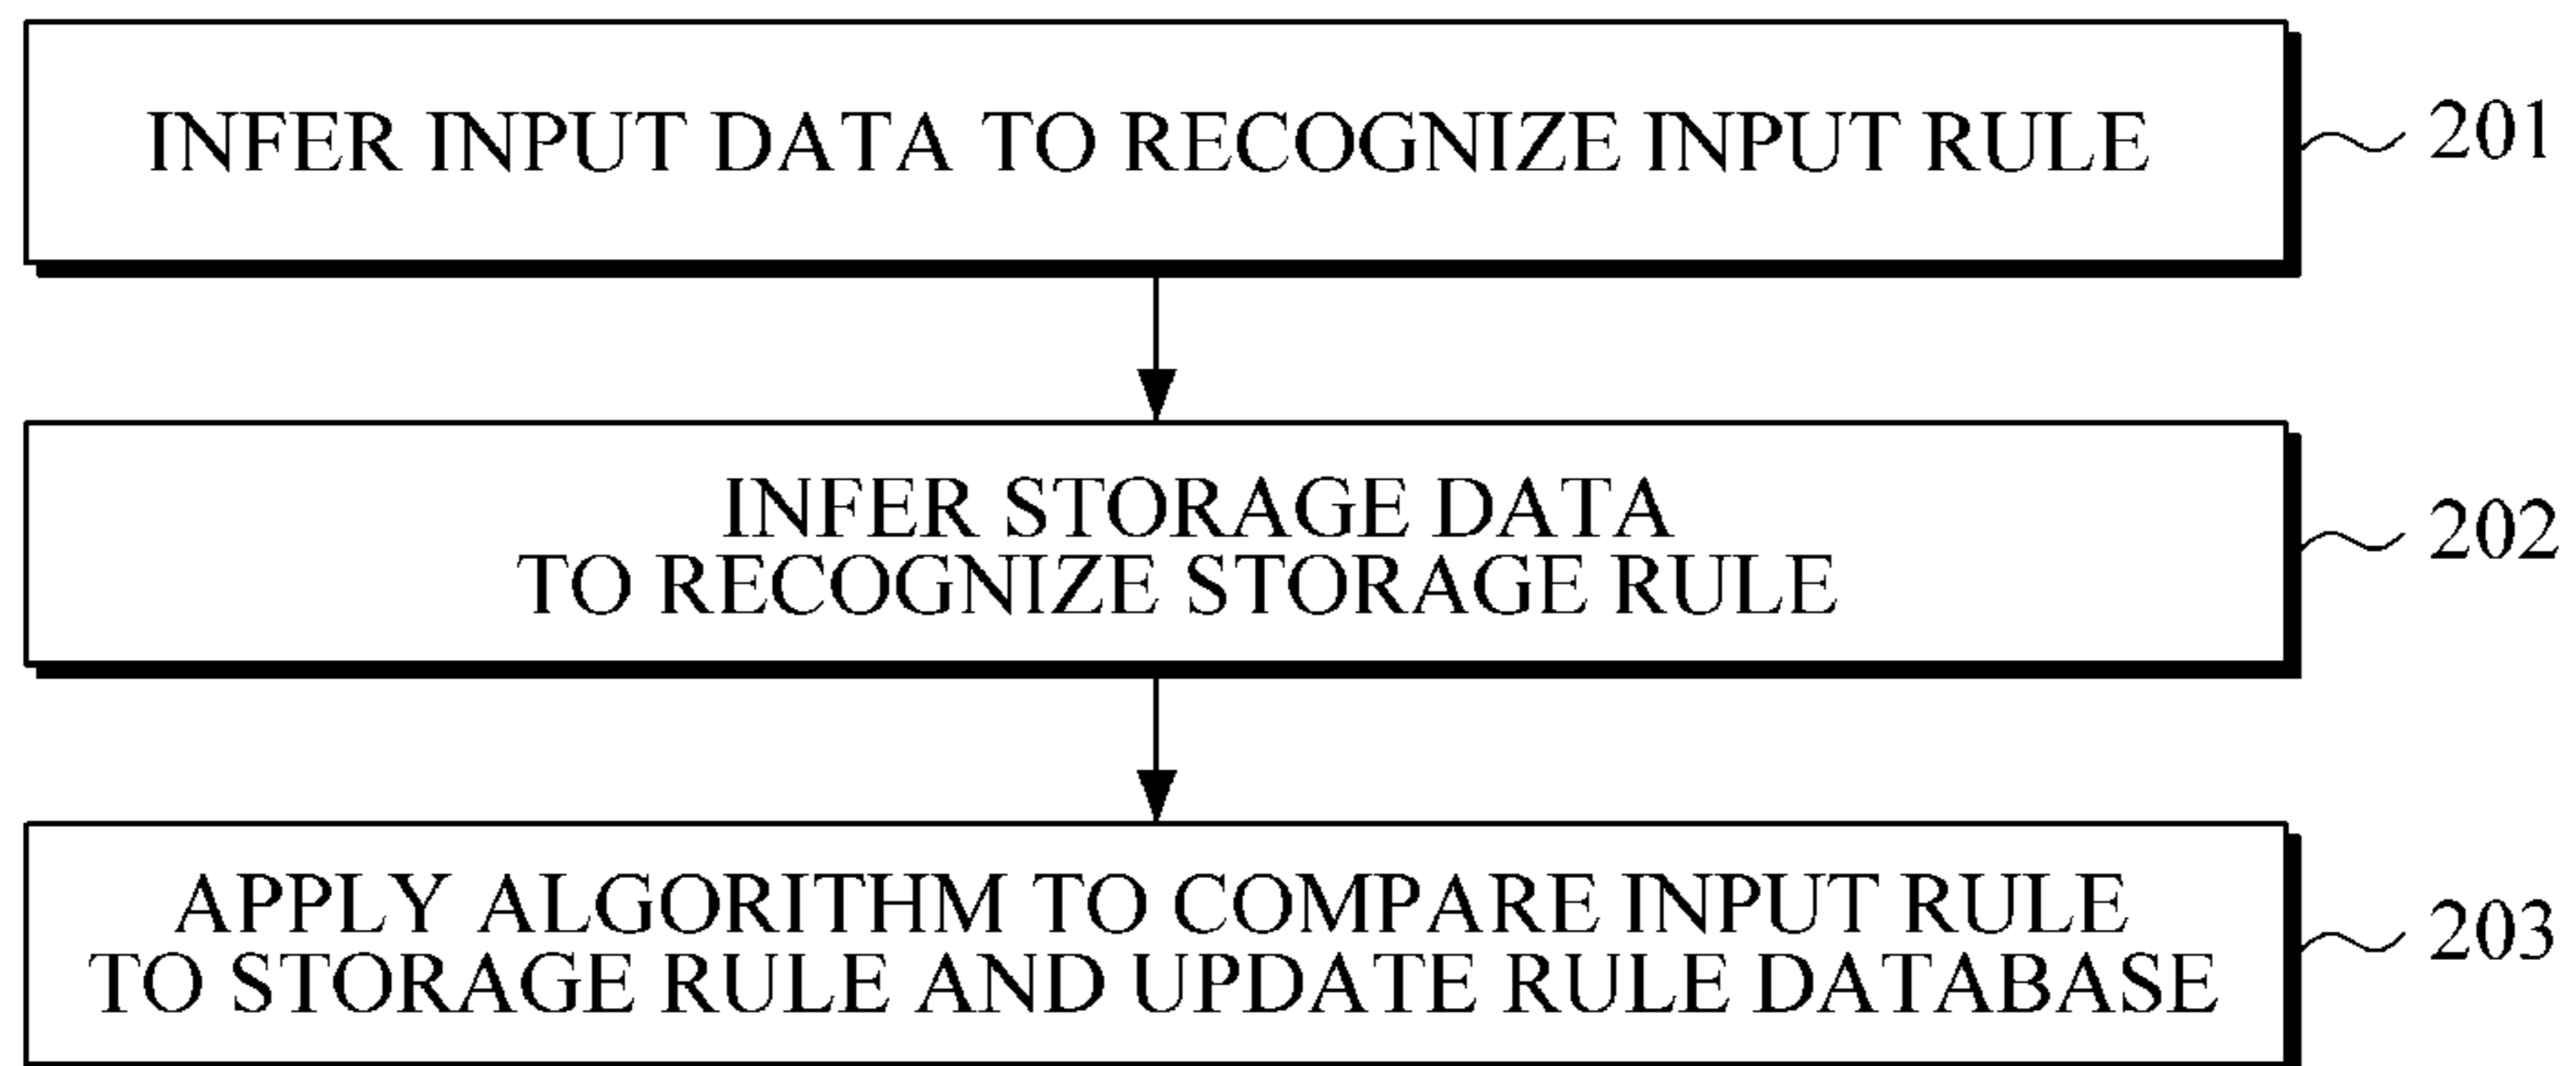 INFER INPUT DATA TO RECOGNIZE INPUT RULE
201
INFER STORAGE DATA
TO RECOGNIZE STORAGE RULE
202
APPLY ALGORITHM TO COMPARE INPUT RULE
TO STORAGE RULE AND UPDATE RULE DATABASE
203